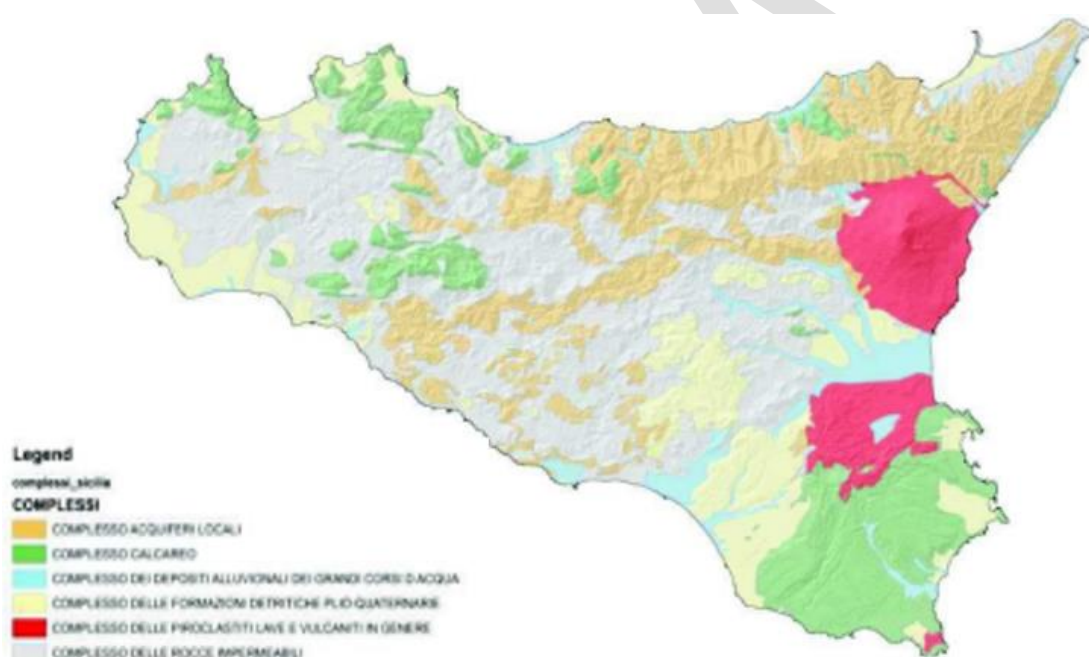 Legend
complessi_sicilia
COMPLESSI
COMPLESSO ACQUIFERI LOCALI
COMPLESSO CALCAREO
COMPLESSO DEI DEPOSITI ALLUVIONALI DEI GRANDI CORSI D'ACQUA
COMPLESSO DELLE FORMAZIONI DETRITICHE PLIO-QUATERNARIE
COMPLESSO DELLE PIROCLASTITI LAVE E VULCANITI IN GENERE
COMPLESSO DELLE ROCCE IMPERMEABILI